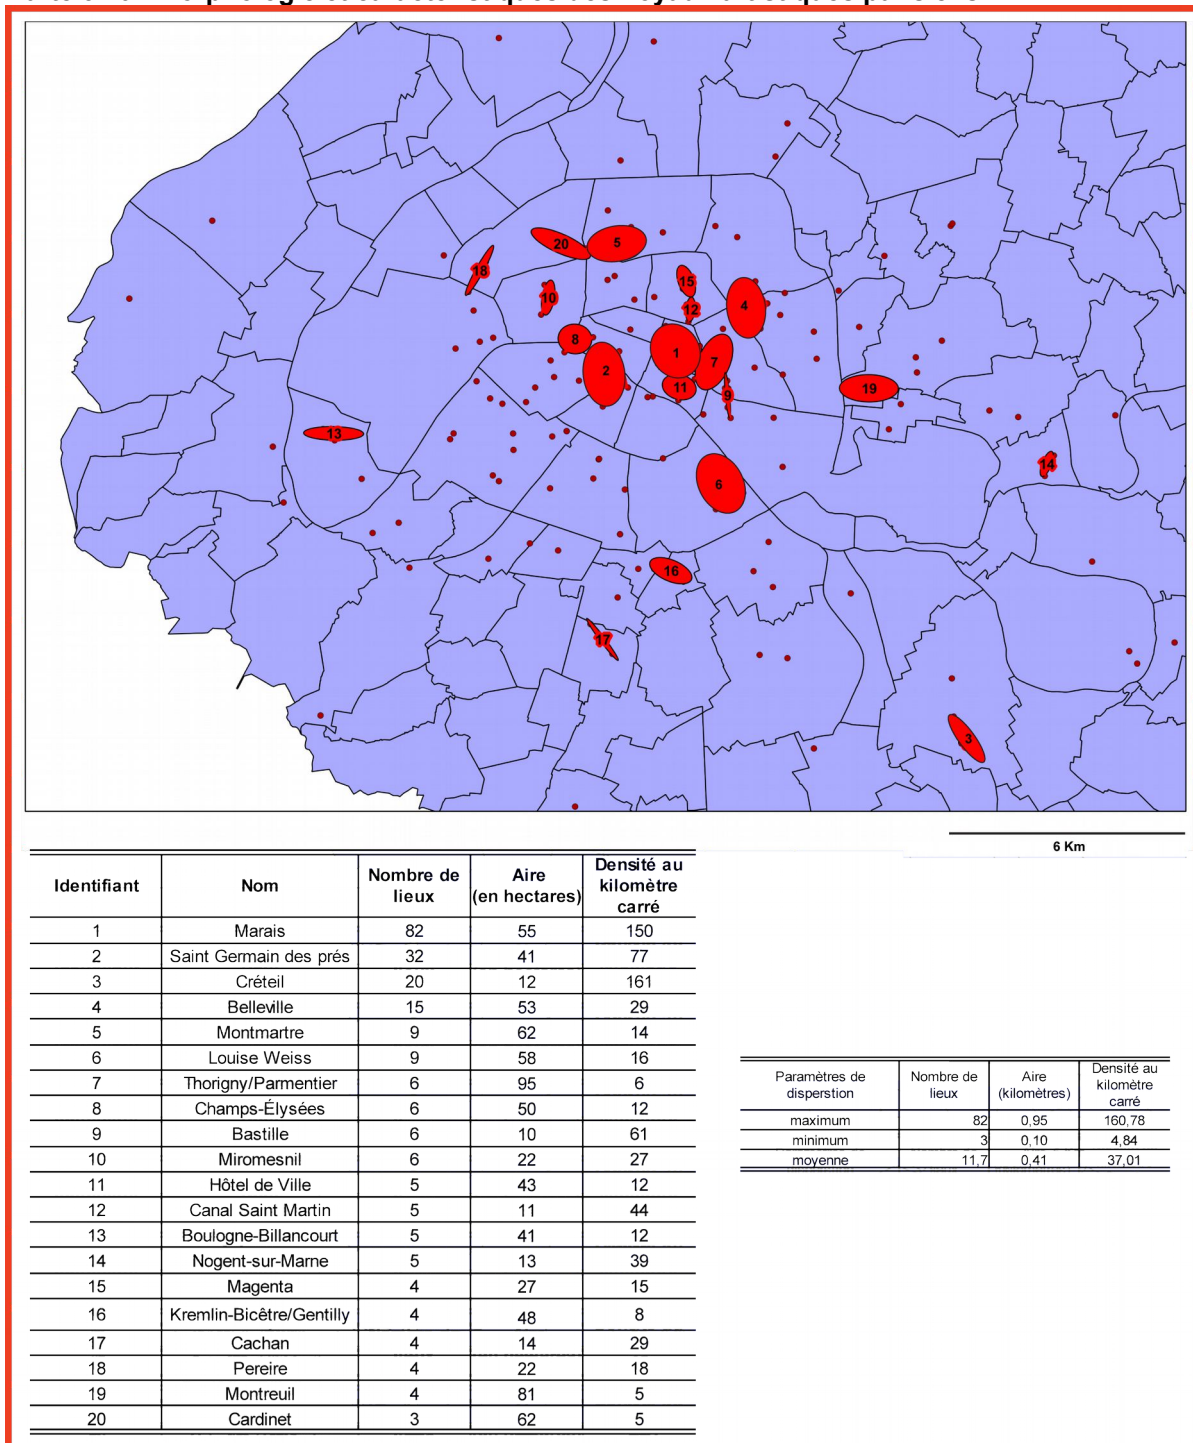 20
5
18
15
10
12
4
8
1
7
2
11
9
19
13
14
6
16
17
3
6 Km
Identifiant Nom Nombre de lieux Aire (en hectares) Densité au kilomètre carré
1 Marais 82 55 150
2 Saint Germain des prés 32 41 77
3 Créteil 20 12 161
4 Belleville 15 53 29
5 Montmartre 9 62 14
6 Louise Weiss 9 58 16
7 Thorigny/Parmentier 6 95 6
8 Champs-Élysées 6 50 12
9 Bastille 6 10 61
10 Miromesnil 6 22 27
11 Hôtel de Ville 5 43 12
12 Canal Saint Martin 5 11 44
13 Boulogne-Billancourt 5 41 12
14 Nogent-sur-Marne 5 13 39
15 Magenta 4 27 15
16 Kremlin-Bicêtre/Gentilly 4 48 8
17 Cachan 4 14 29
18 Pereire 4 22 18
19 Montreuil 4 81 5
20 Cardinet 3 62 5
Paramètres de disperstion Nombre de lieux Aire (kilomètres) Densité au kilomètre carré
maximum 82 0,95 160,78
minimum 3 0,10 4,84
moyenne 11,7 0,41 37,01